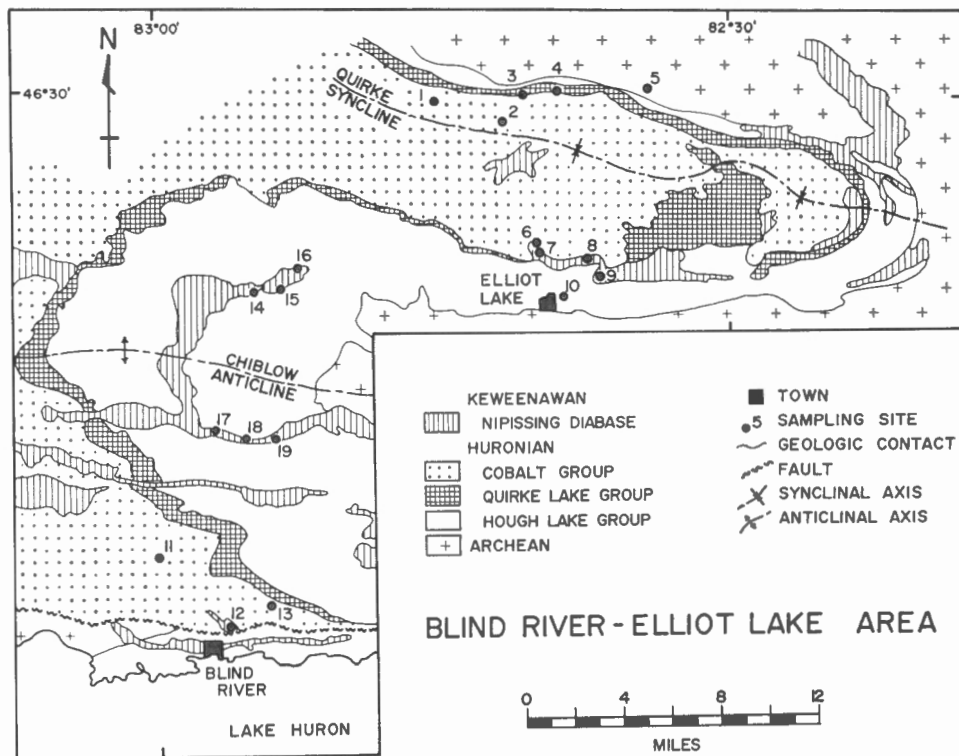 83°00'
82°30'
N
46°30'
QUIRKE
SYNCLINE
1
2
3
4
5
6
7
8
9
10
ELLIOT
LAKE
16
14
15
CHIBLOW
ANTICLINE
17
18
19
11
12
13
BLIND
RIVER
LAKE HURON
KEWEENAWAN
NIPISSING DIABASE
HURONIAN
COBALT GROUP
QUIRKE LAKE GROUP
HOUGH LAKE GROUP
ARCHEAN
TOWN
5 SAMPLING SITE
GEOLOGIC CONTACT
FAULT
SYNCLINAL AXIS
ANTICLINAL AXIS
BLIND RIVER - ELLIOT LAKE AREA
0 4 8 12
MILES